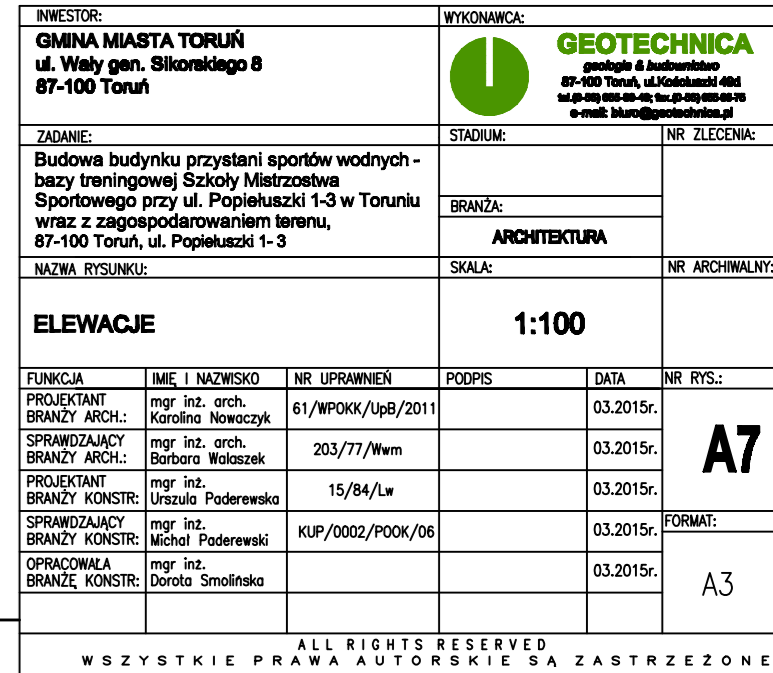 INWESTOR:
GMINA MIASTA TORUŃ
ul. Wały gen. Sikorskiego 8
87-100 Toruń
WYKONAWCA:
GEOTECHNICA
geologia & budownictwo
87-100 Toruń, ul.Kościuszki 49d
e-mail: biuro@geotechnica.pl
ZADANIE:
Budowa budynku przystani sportów wodnych -
bazy treningowej Szkoły Mistrzostwa
Sportowego przy ul. Popiełuszki 1-3 w Toruniu
wraz z zagospodarowaniem terenu,
87-100 Toruń, ul. Popiełuszki 1- 3
STADIUM:
NR ZLECENIA:
BRANŻA:
ARCHITEKTURA
NAZWA RYSUNKU:
ELEWACJE
SKALA:
1:100
NR ARCHIWALNY:
FUNKCJA IMIĘ I NAZWISKO NR UPRAWNIEŃ PODPIS DATA NR RYS.:
PROJEKTANT mgr inż. arch.
BRANŻY ARCH.: Karolina Nowaczyk 61/WPOKK/UpB/2011 03.2015r.
SPRAWDZAJĄCY mgr inż. arch.
BRANŻY ARCH.: Barbara Walaszek 203/77/Wwm 03.2015r.
A7
PROJEKTANT mgr inż.
BRANŻY KONSTR: Urszula Paderewska 15/84/Lw 03.2015r.
SPRAWDZAJĄCY mgr inż.
BRANŻY KONSTR: Michał Paderewski KUP/0002/POOK/06 03.2015r.
FORMAT:
OPRACOWAŁA mgr inż.
BRANŻĘ KONSTR: Dorota Smolińska 03.2015r.
A3
ALL RIGHTS RESERVED
WSZYSTKIE PRAWA AUTORSKIE SĄ ZASTRZEŻONE